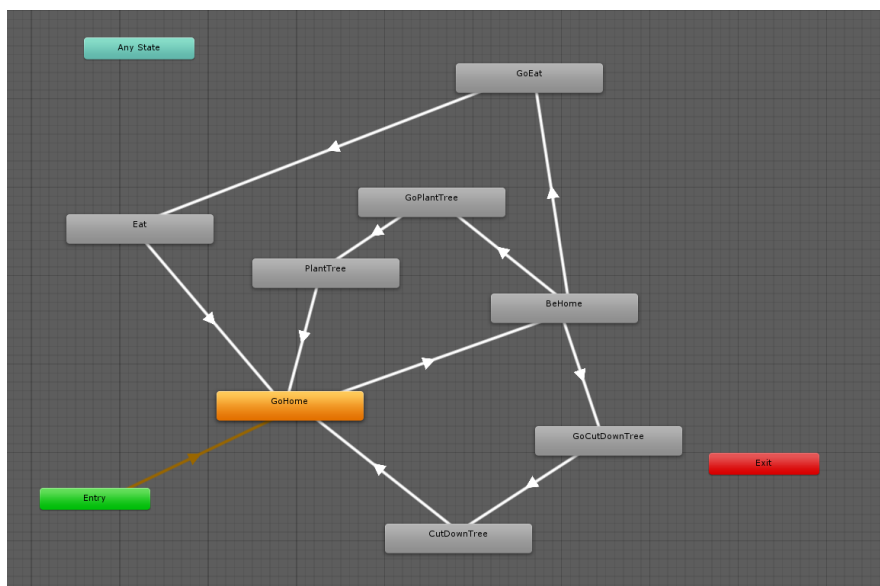 Any State
GoEat
GoPlantTree
Eat
PlantTree
BeHome
GoHome
GoCutDownTree
Exit
Entry
CutDownTree